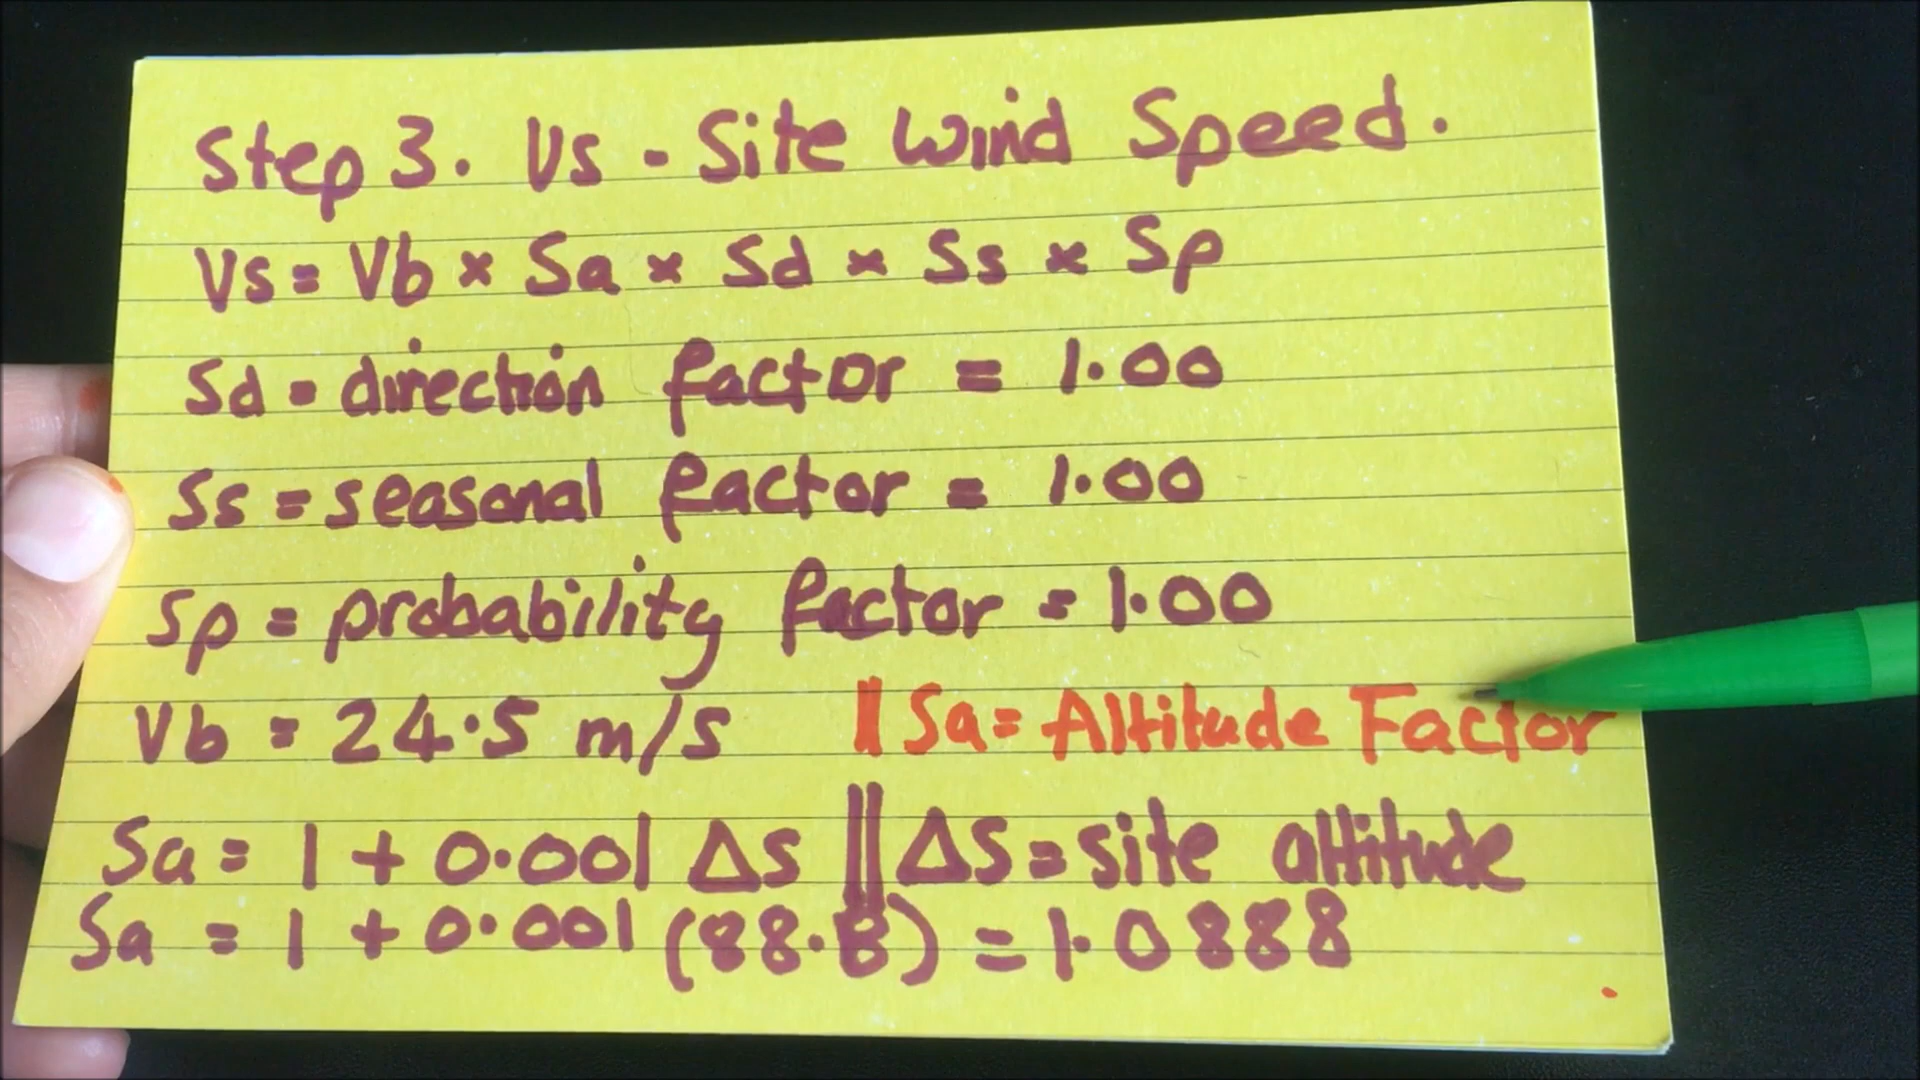 Step 3. Vs - Site Wind Speed.
Vs = Vb × Sa × Sd × Ss × Sp
Sd = direction factor = 1.00
Ss = seasonal factor = 1.00
Sp = probability factor = 1.00
Vb = 24.5 m/s || Sa = Altitude Factor
Sa = 1 + 0.001 Δs || Δs = site altitude
Sa = 1 + 0.001 (88.8) = 1.0888